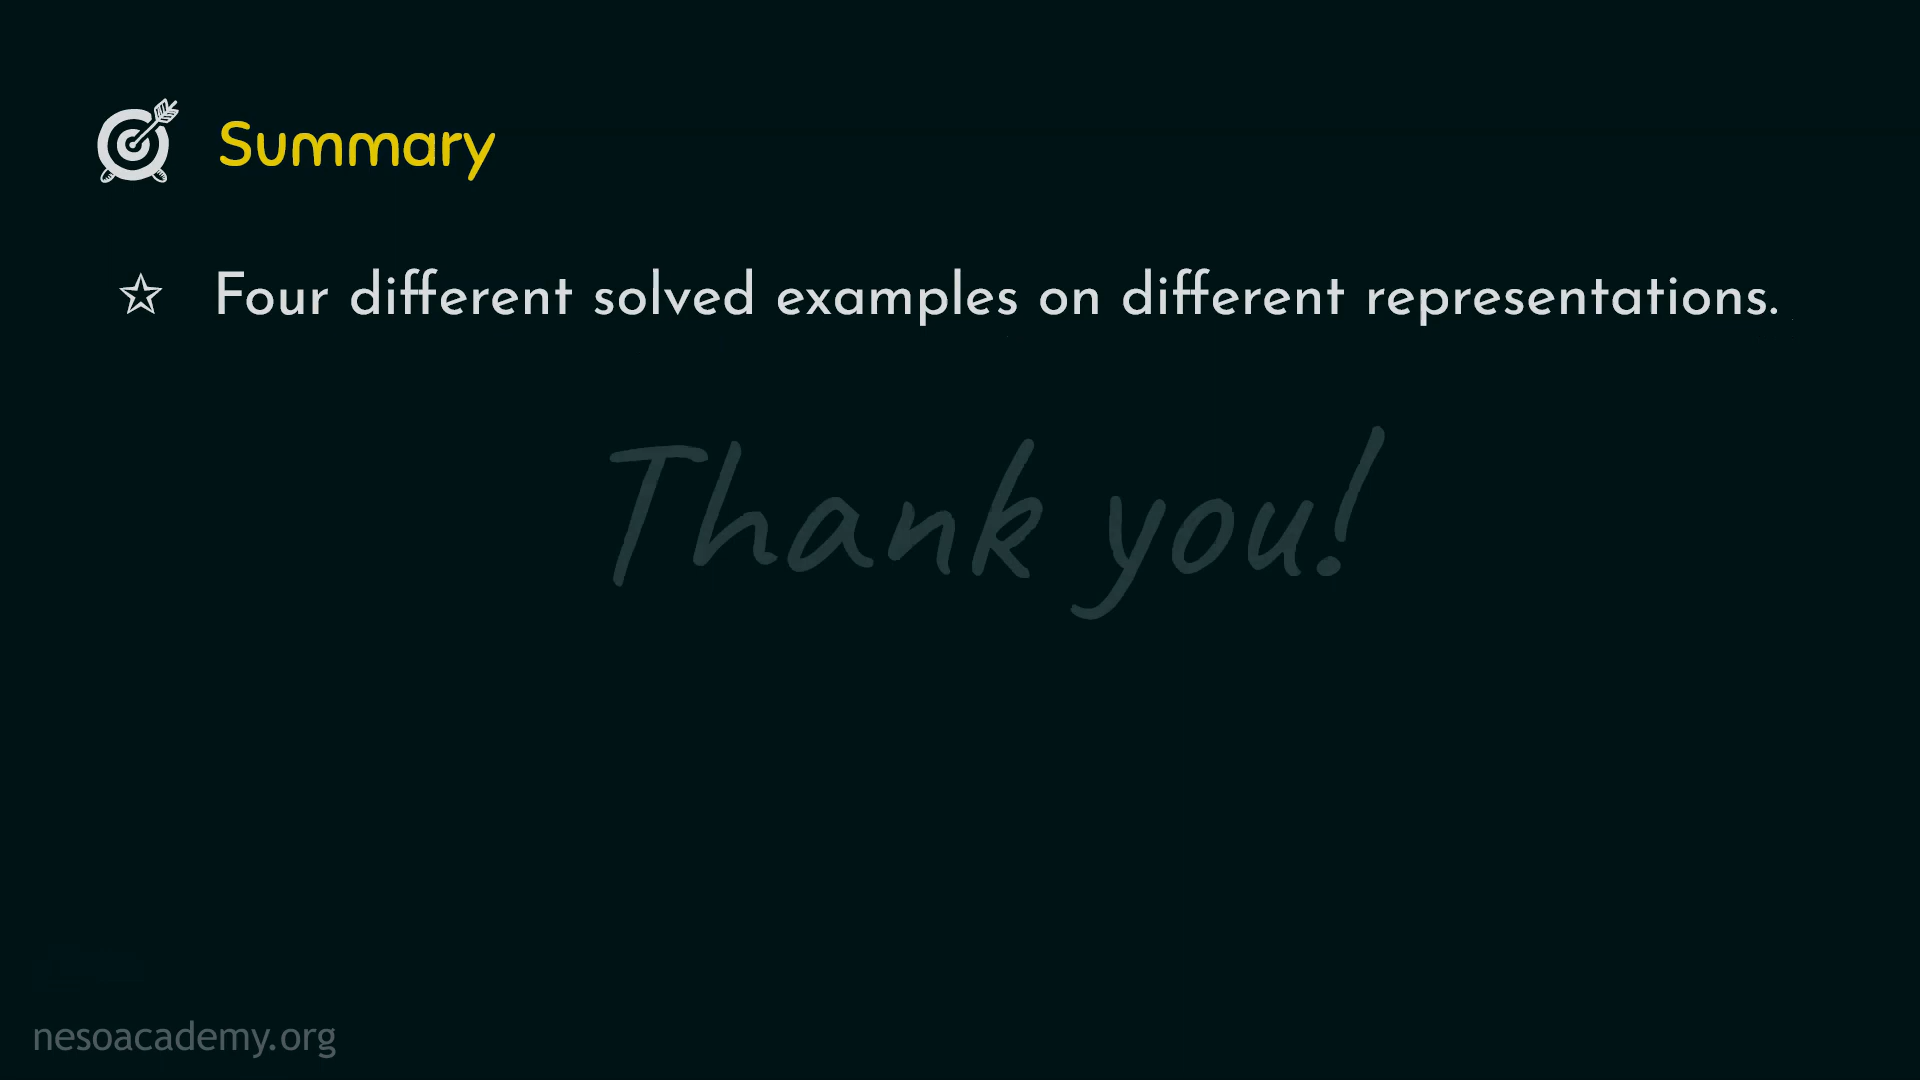 Summary
☆ Four different solved examples on different representations.
Thank you!
nesoacademy.org